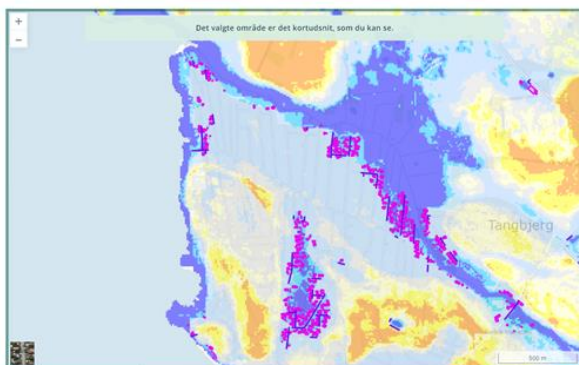 +
Det valgte område er det kortudsnit, som du kan se.
−
Tangbjerg
500 m